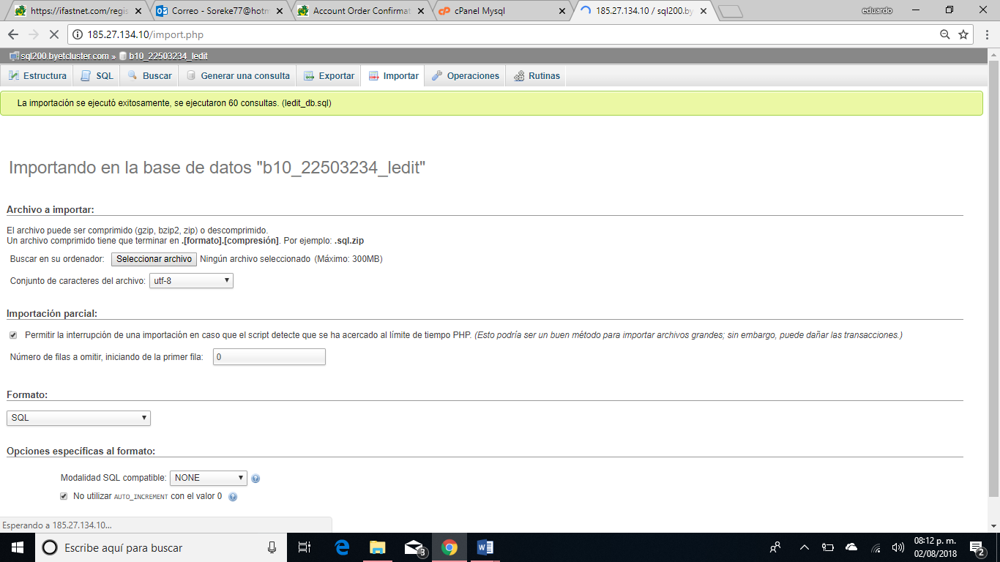 https://ifastnet.com/regis
Correo - Soreke77@hotm
Account Order Confirmat
cPanel Mysql
185.27.134.10 / sql200.by
eduardo
185.27.134.10/import.php
sql200.byetcluster.com » b10_22503234_ledit
Estructura SQL Buscar Generar una consulta Exportar Importar Operaciones Rutinas
La importación se ejecutó exitosamente, se ejecutaron 60 consultas. (ledit_db.sql)
Importando en la base de datos "b10_22503234_ledit"
Archivo a importar:
El archivo puede ser comprimido (gzip, bzip2, zip) o descomprimido.
Un archivo comprimido tiene que terminar en .[formato].[compresión]. Por ejemplo: .sql.zip
Buscar en su ordenador: Seleccionar archivo Ningún archivo seleccionado (Máximo: 300MB)
Conjunto de caracteres del archivo: utf-8
Importación parcial:
Permitir la interrupción de una importación en caso que el script detecte que se ha acercado al límite de tiempo PHP. (Esto podría ser un buen método para importar archivos grandes; sin embargo, puede dañar las transacciones.)
Número de filas a omitir, iniciando de la primer fila: 0
Formato:
SQL
Opciones específicas al formato:
Modalidad SQL compatible: NONE
No utilizar AUTO_INCREMENT con el valor 0
Esperando a 185.27.134.10...
Escribe aquí para buscar
3
08:12 p. m.
02/08/2018
2